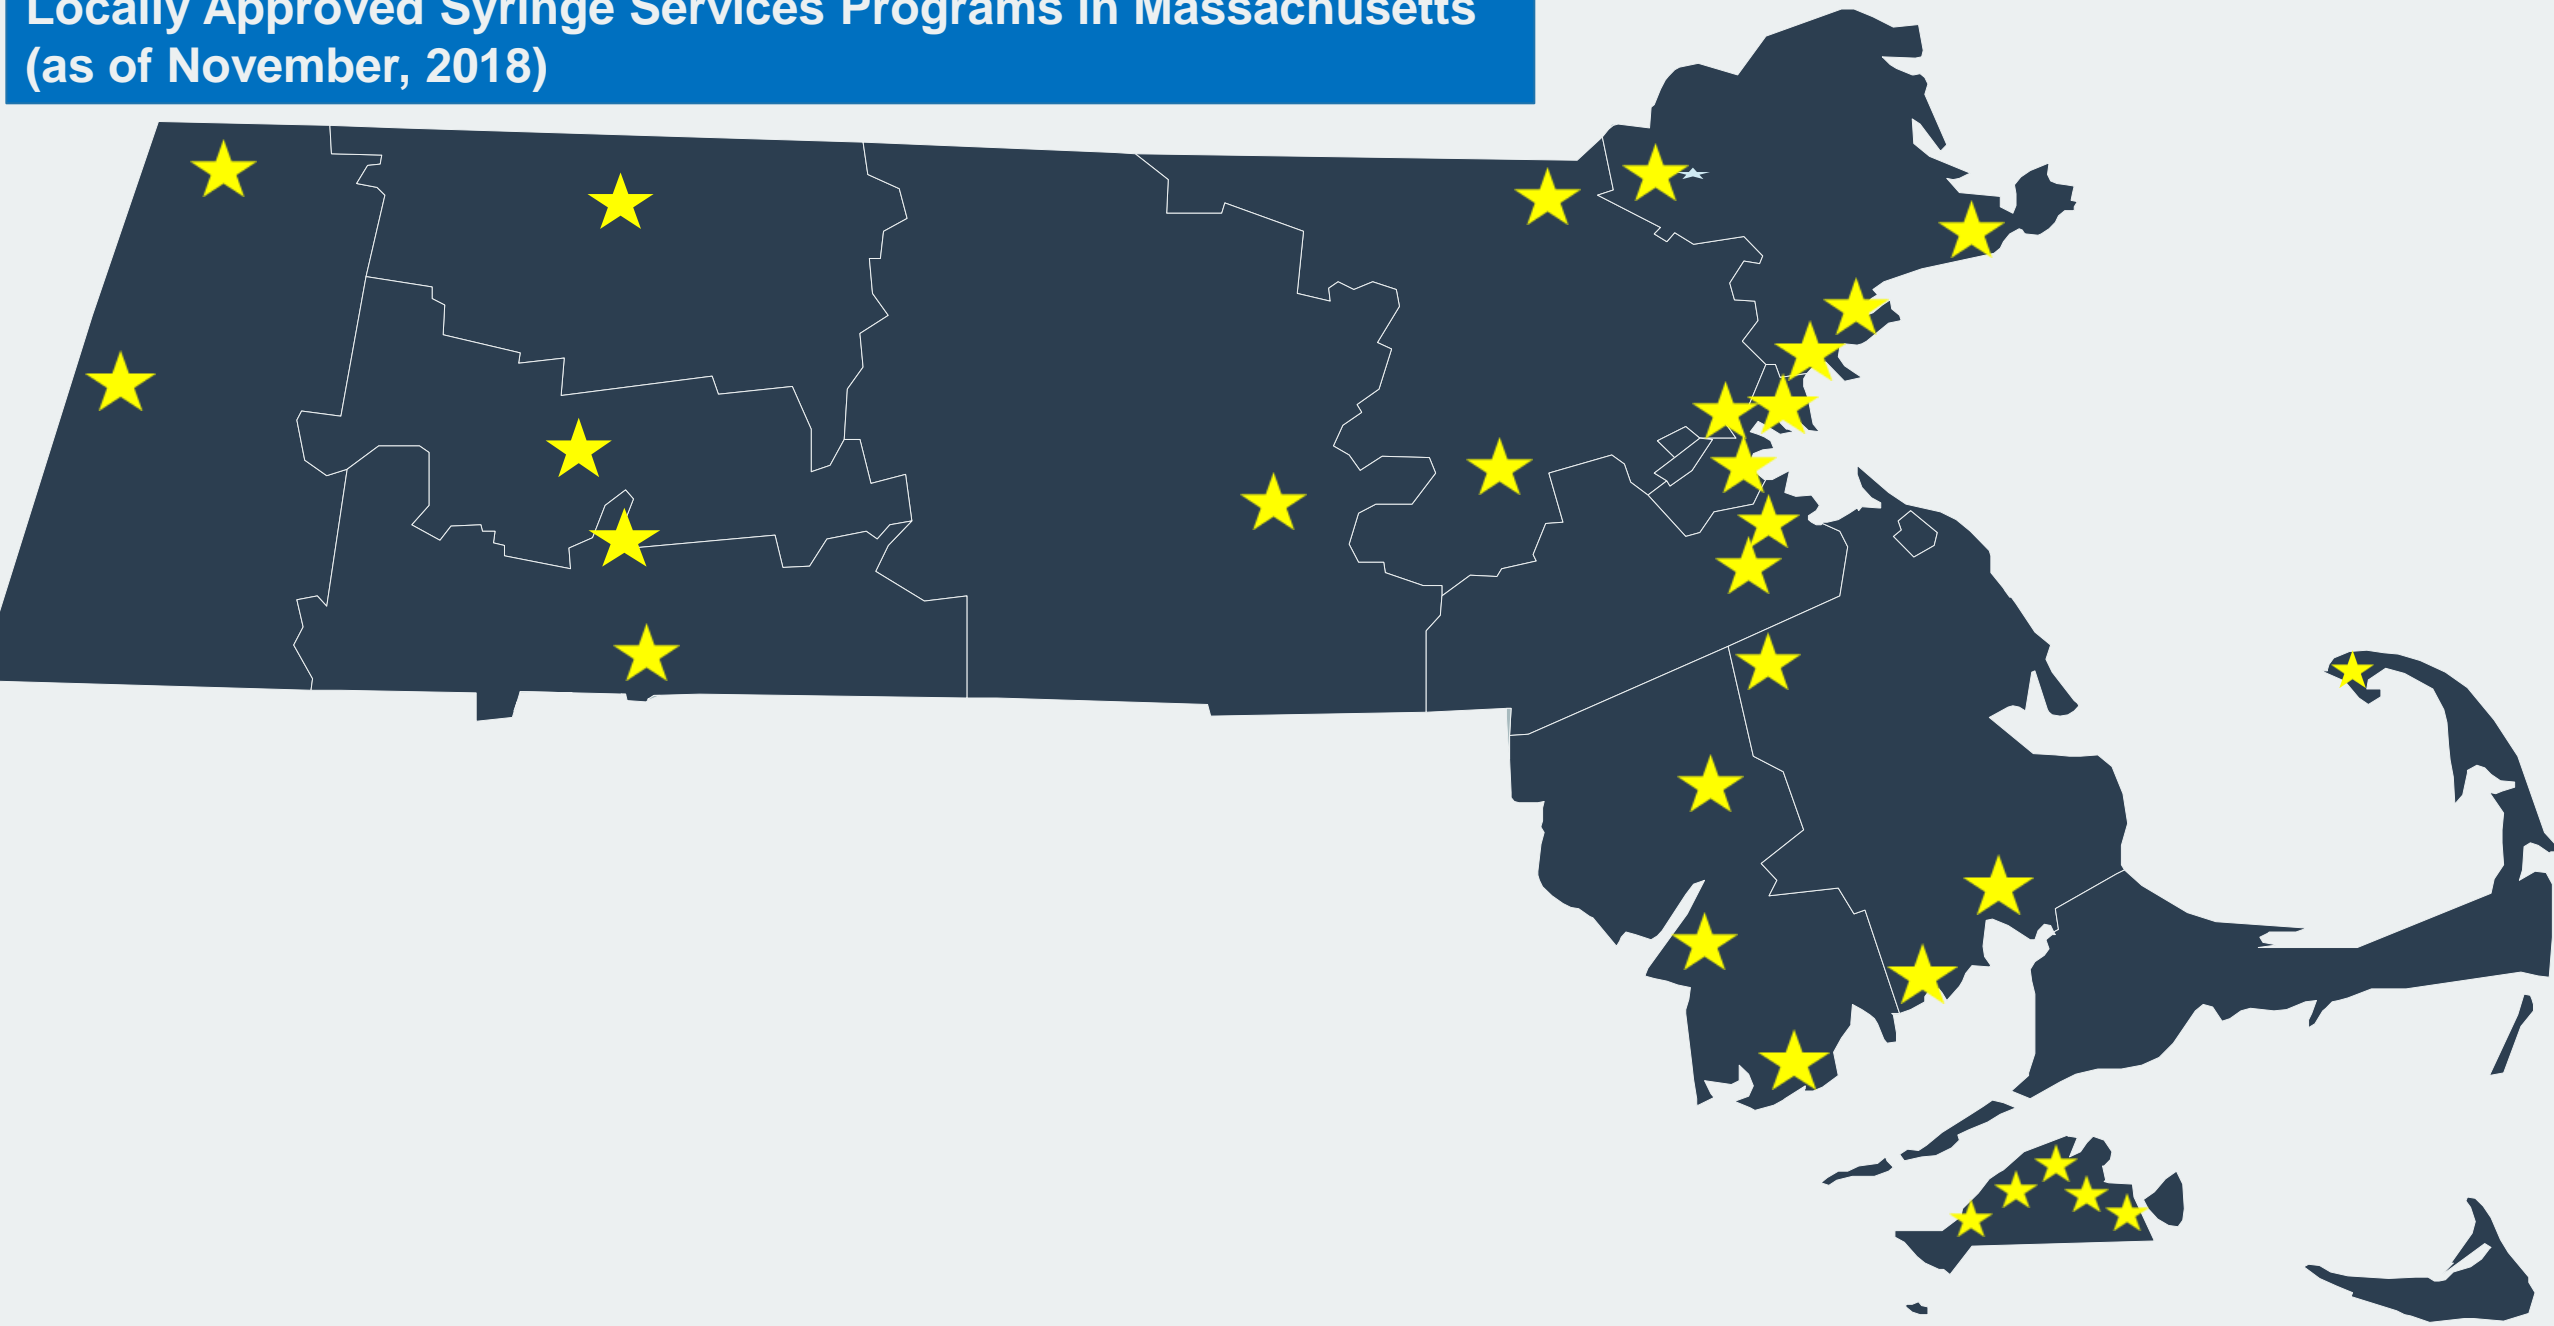 Locally Approved Syringe Services Programs in Massachusetts
(as of November, 2018)